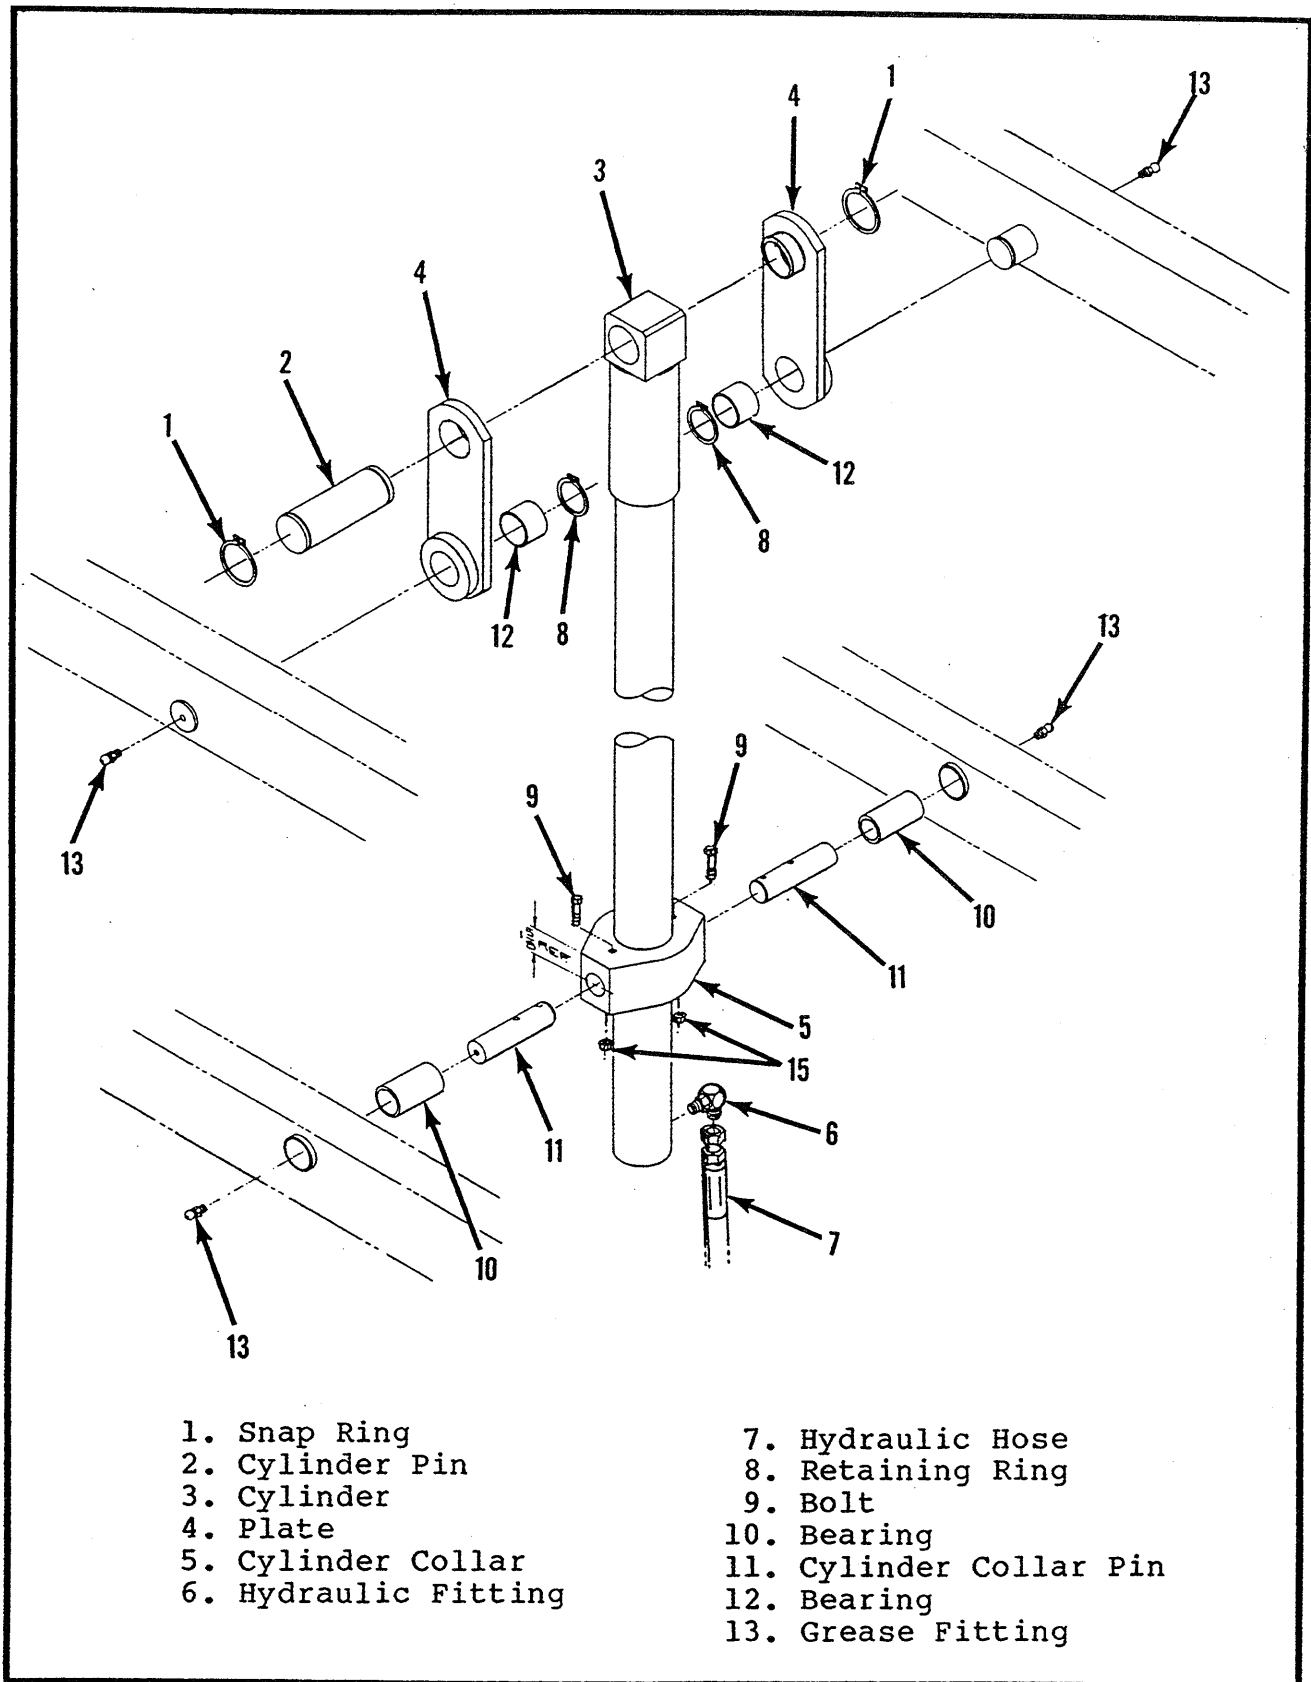 1
13
4
3
4
2
1
12
8
12
8
13
13
9
9
10
11
5
15
6
11
7
10
13
1. Snap Ring
2. Cylinder Pin
3. Cylinder
4. Plate
5. Cylinder Collar
6. Hydraulic Fitting
7. Hydraulic Hose
8. Retaining Ring
9. Bolt
10. Bearing
11. Cylinder Collar Pin
12. Bearing
13. Grease Fitting